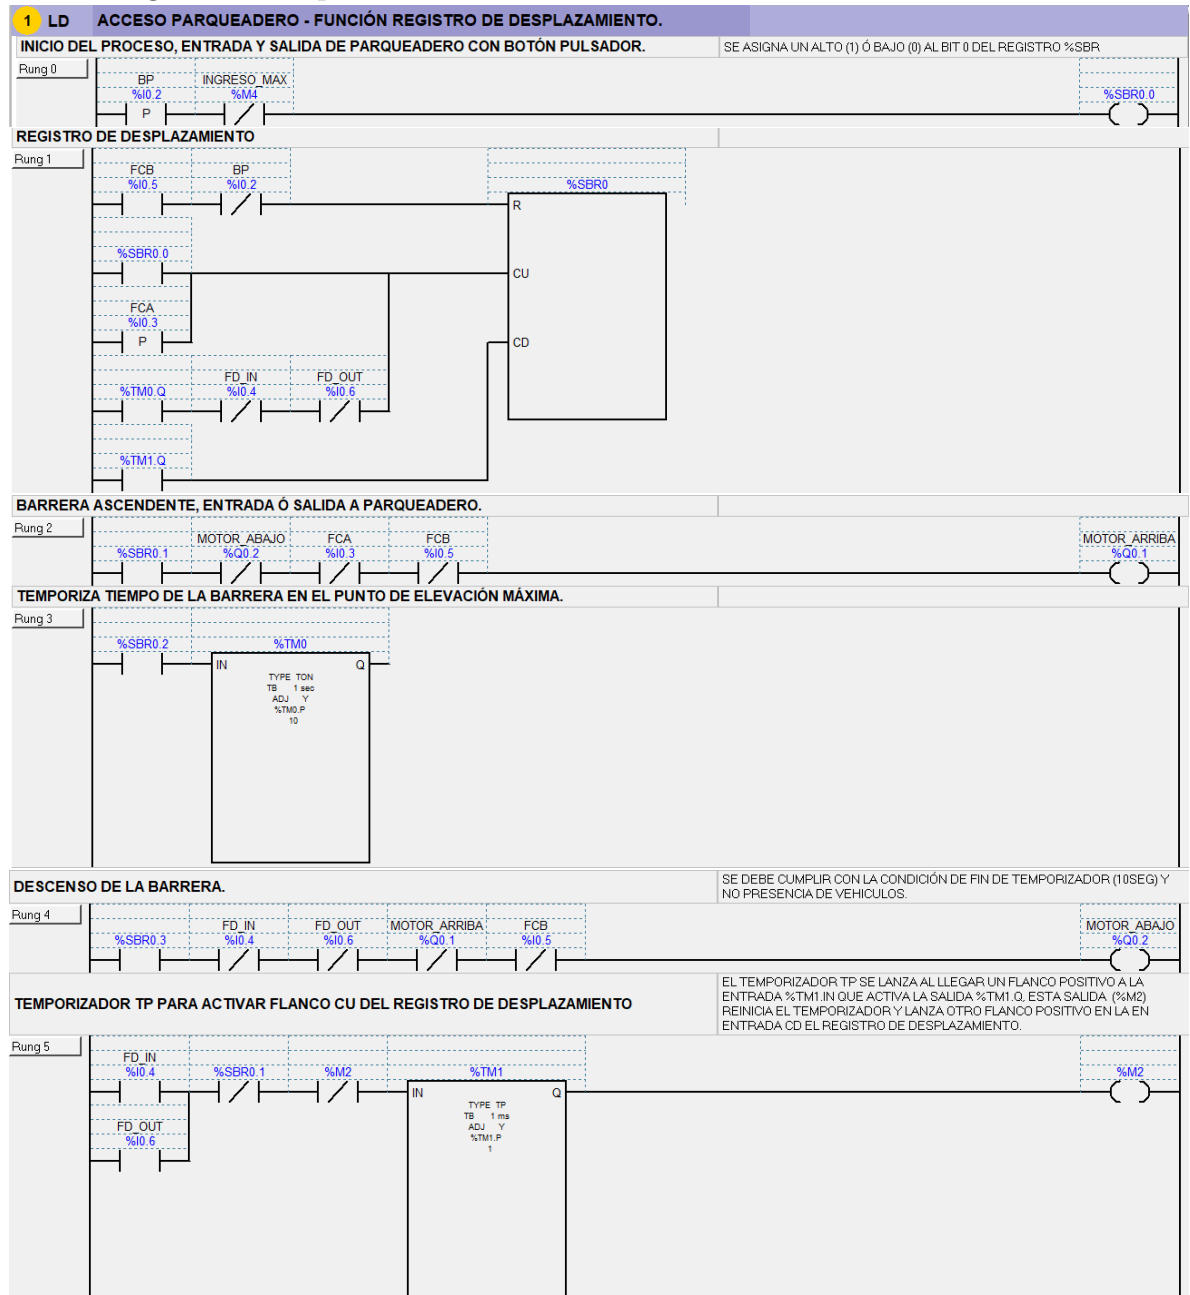 1 LD ACCESO PARQUEADERO - FUNCIÓN REGISTRO DE DESPLAZAMIENTO.
INICIO DEL PROCESO, ENTRADA Y SALIDA DE PARQUEADERO CON BOTÓN PULSADOR.
SE ASIGNA UN ALTO (1) Ó BAJO (0) AL BIT 0 DEL REGISTRO %SBR
Rung 0
BP INGRESO_MAX
%I0.2 %M4 %SBR0.0
P
REGISTRO DE DESPLAZAMIENTO
Rung 1
FCB BP
%I0.5 %I0.2 %SBR0
R
%SBR0.0
CU
FCA
%I0.3
P CD
FD_IN FD_OUT
%TM0.Q %I0.4 %I0.6
%TM1.Q
BARRERA ASCENDENTE, ENTRADA Ó SALIDA A PARQUEADERO.
Rung 2
MOTOR_ABAJO FCA FCB MOTOR_ARRIBA
%SBR0.1 %Q0.2 %I0.3 %I0.5 %Q0.1
TEMPORIZA TIEMPO DE LA BARRERA EN EL PUNTO DE ELEVACIÓN MÁXIMA.
Rung 3
%SBR0.2 %TM0
IN Q
TYPE TON
TB 1 sec
ADJ Y
%TM0.P
10
DESCENSO DE LA BARRERA.
SE DEBE CUMPLIR CON LA CONDICIÓN DE FIN DE TEMPORIZADOR (10SEG) Y
NO PRESENCIA DE VEHICULOS.
Rung 4
FD_IN FD_OUT MOTOR_ARRIBA FCB MOTOR_ABAJO
%SBR0.3 %I0.4 %I0.6 %Q0.1 %I0.5 %Q0.2
TEMPORIZADOR TP PARA ACTIVAR FLANCO CU DEL REGISTRO DE DESPLAZAMIENTO
EL TEMPORIZADOR TP SE LANZA AL LLEGAR UN FLANCO POSITIVO A LA
ENTRADA %TM1.IN QUE ACTIVA LA SALIDA %TM1.Q, ESTA SALIDA (%M2)
REINICIA EL TEMPORIZADOR Y LANZA OTRO FLANCO POSITIVO EN LA EN
ENTRADA CD EL REGISTRO DE DESPLAZAMIENTO.
Rung 5
FD_IN
%I0.4 %SBR0.1 %M2 %TM1 %M2
IN Q
TYPE TP
TB 1 ms
ADJ Y
%TM1.P
1
FD_OUT
%I0.6